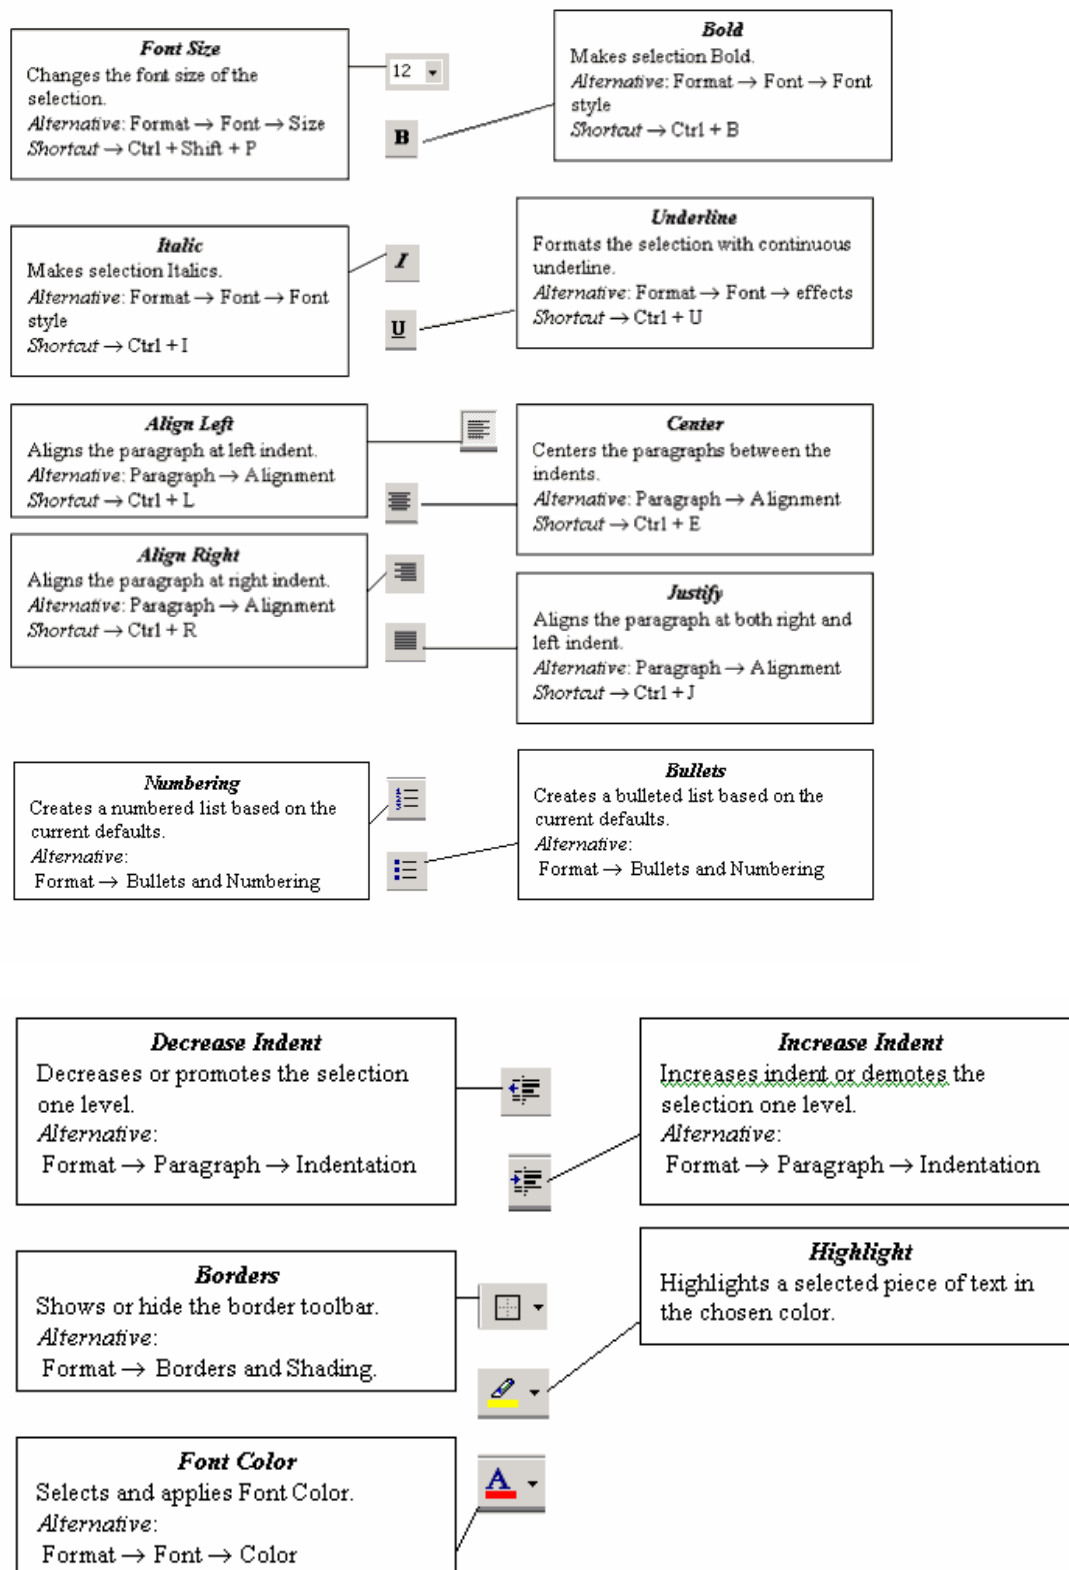 Font Size
Changes the font size of the
selection.
Alternative: Format → Font → Size
Shortcut → Ctrl + Shift + P
12
Bold
Makes selection Bold.
Alternative: Format → Font → Font
style
Shortcut → Ctrl + B
B
Italic
Makes selection Italics.
Alternative: Format → Font → Font
style
Shortcut → Ctrl + I
I
Underline
Formats the selection with continuous
underline.
Alternative: Format → Font → effects
Shortcut → Ctrl + U
U
Align Left
Aligns the paragraph at left indent.
Alternative: Paragraph → Alignment
Shortcut → Ctrl + L
Center
Centers the paragraphs between the
indents.
Alternative: Paragraph → Alignment
Shortcut → Ctrl + E
Align Right
Aligns the paragraph at right indent.
Alternative: Paragraph → Alignment
Shortcut → Ctrl + R
Justify
Aligns the paragraph at both right and
left indent.
Alternative: Paragraph → Alignment
Shortcut → Ctrl + J
Numbering
Creates a numbered list based on the
current defaults.
Alternative:
Format → Bullets and Numbering
1
2
3
Bullets
Creates a bulleted list based on the
current defaults.
Alternative:
Format → Bullets and Numbering
Decrease Indent
Decreases or promotes the selection
one level.
Alternative:
Format → Paragraph → Indentation
Increase Indent
Increases indent or demotes the
selection one level.
Alternative:
Format → Paragraph → Indentation
Borders
Shows or hide the border toolbar.
Alternative:
Format → Borders and Shading.
Highlight
Highlights a selected piece of text in
the chosen color.
Font Color
Selects and applies Font Color.
Alternative:
Format → Font → Color
A